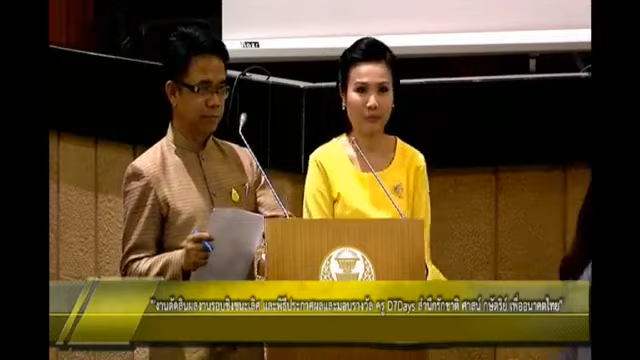 "งานตัดสินผลงานรอบชิงชนะเลิศ และพิธีประกาศผลและมอบรางวัล ครู D7Days สำนึกรักชาติ ศาสน์ กษัตริย์ เพื่ออนาคตไทย"